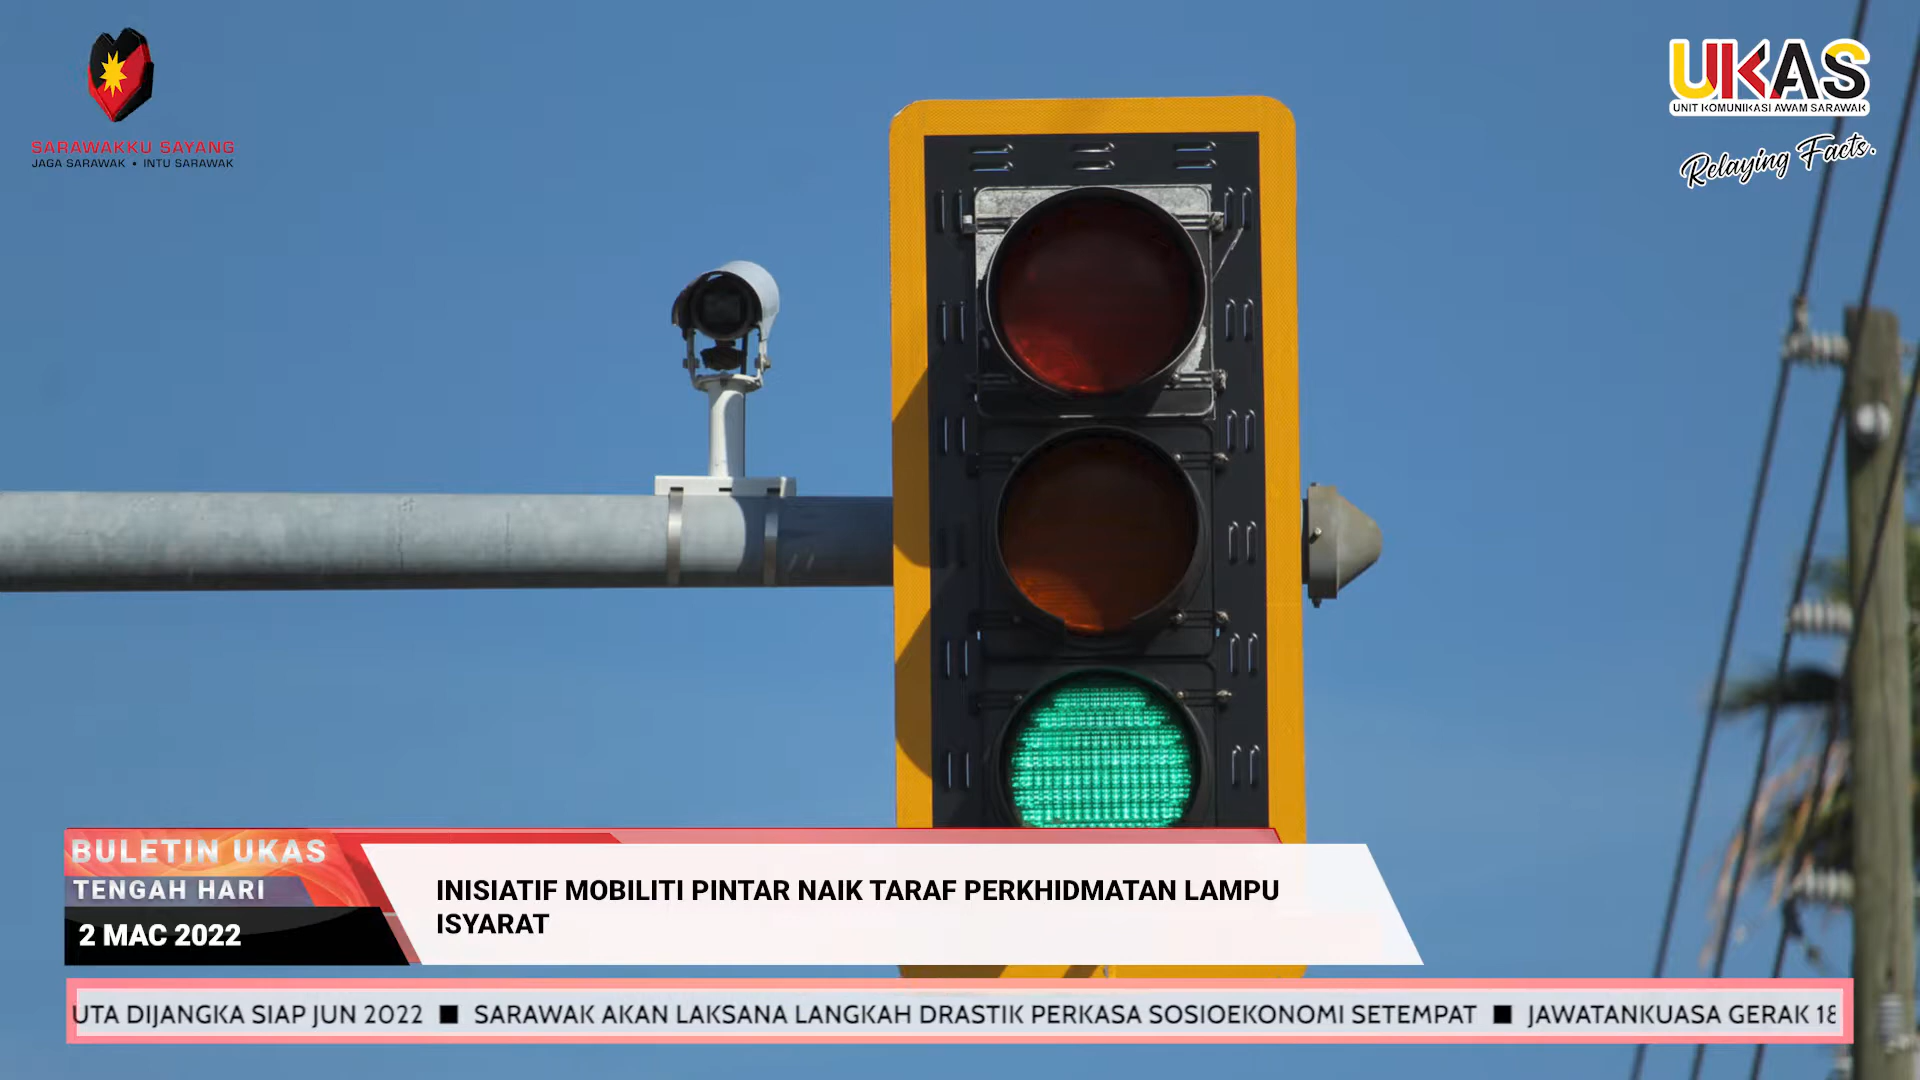 SARAWAKKU SAYANG
JAGA SARAWAK • INTU SARAWAK
UKAS
UNIT KOMUNIKASI AWAM SARAWAK
Relaying Facts.
BULETIN UKAS
TENGAH HARI
2 MAC 2022
INISIATIF MOBILITI PINTAR NAIK TARAF PERKHIDMATAN LAMPU
ISYARAT
UTA DIJANGKA SIAP JUN 2022 ■ SARAWAK AKAN LAKSANA LANGKAH DRASTIK PERKASA SOSIOEKONOMI SETEMPAT ■ JAWATANKUASA GERAK 18